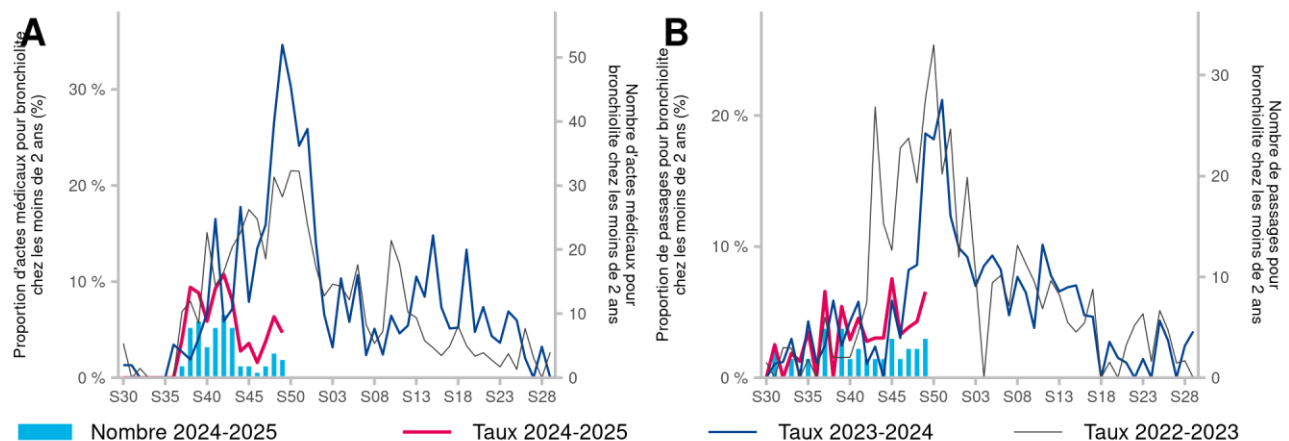 A
Proportion d'actes médicaux pour bronchiolite
chez les moins de 2 ans (%)
30 %
20 %
10 %
0 %
50
40
30
20
10
0
Nombre d'actes médicaux pour
bronchiolite chez les moins de 2 ans
S30 S35 S40 S45 S50 S03 S08 S13 S18 S23 S28
B
Proportion de passages pour bronchiolite
chez les moins de 2 ans (%)
20 %
10 %
0 %
30
20
10
0
Nombre de passages pour
bronchiolite chez les moins de 2 ans
S30 S35 S40 S45 S50 S03 S08 S13 S18 S23 S28
Nombre 2024-2025 Taux 2024-2025 Taux 2023-2024 Taux 2022-2023